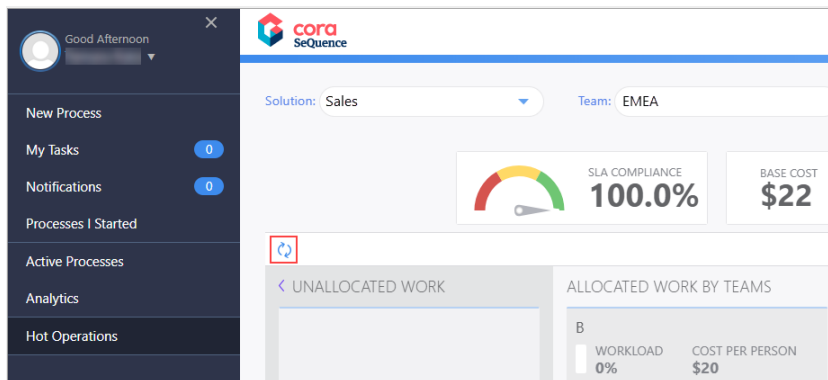 Good Afternoon
New Process
My Tasks 0
Notifications 0
Processes I Started
Active Processes
Analytics
Hot Operations
cora
SeQuence
Solution: Sales
Team: EMEA
SLA COMPLIANCE
100.0%
BASE COST
$22
UNALLOCATED WORK
ALLOCATED WORK BY TEAMS
B
WORKLOAD COST PER PERSON
0% $20